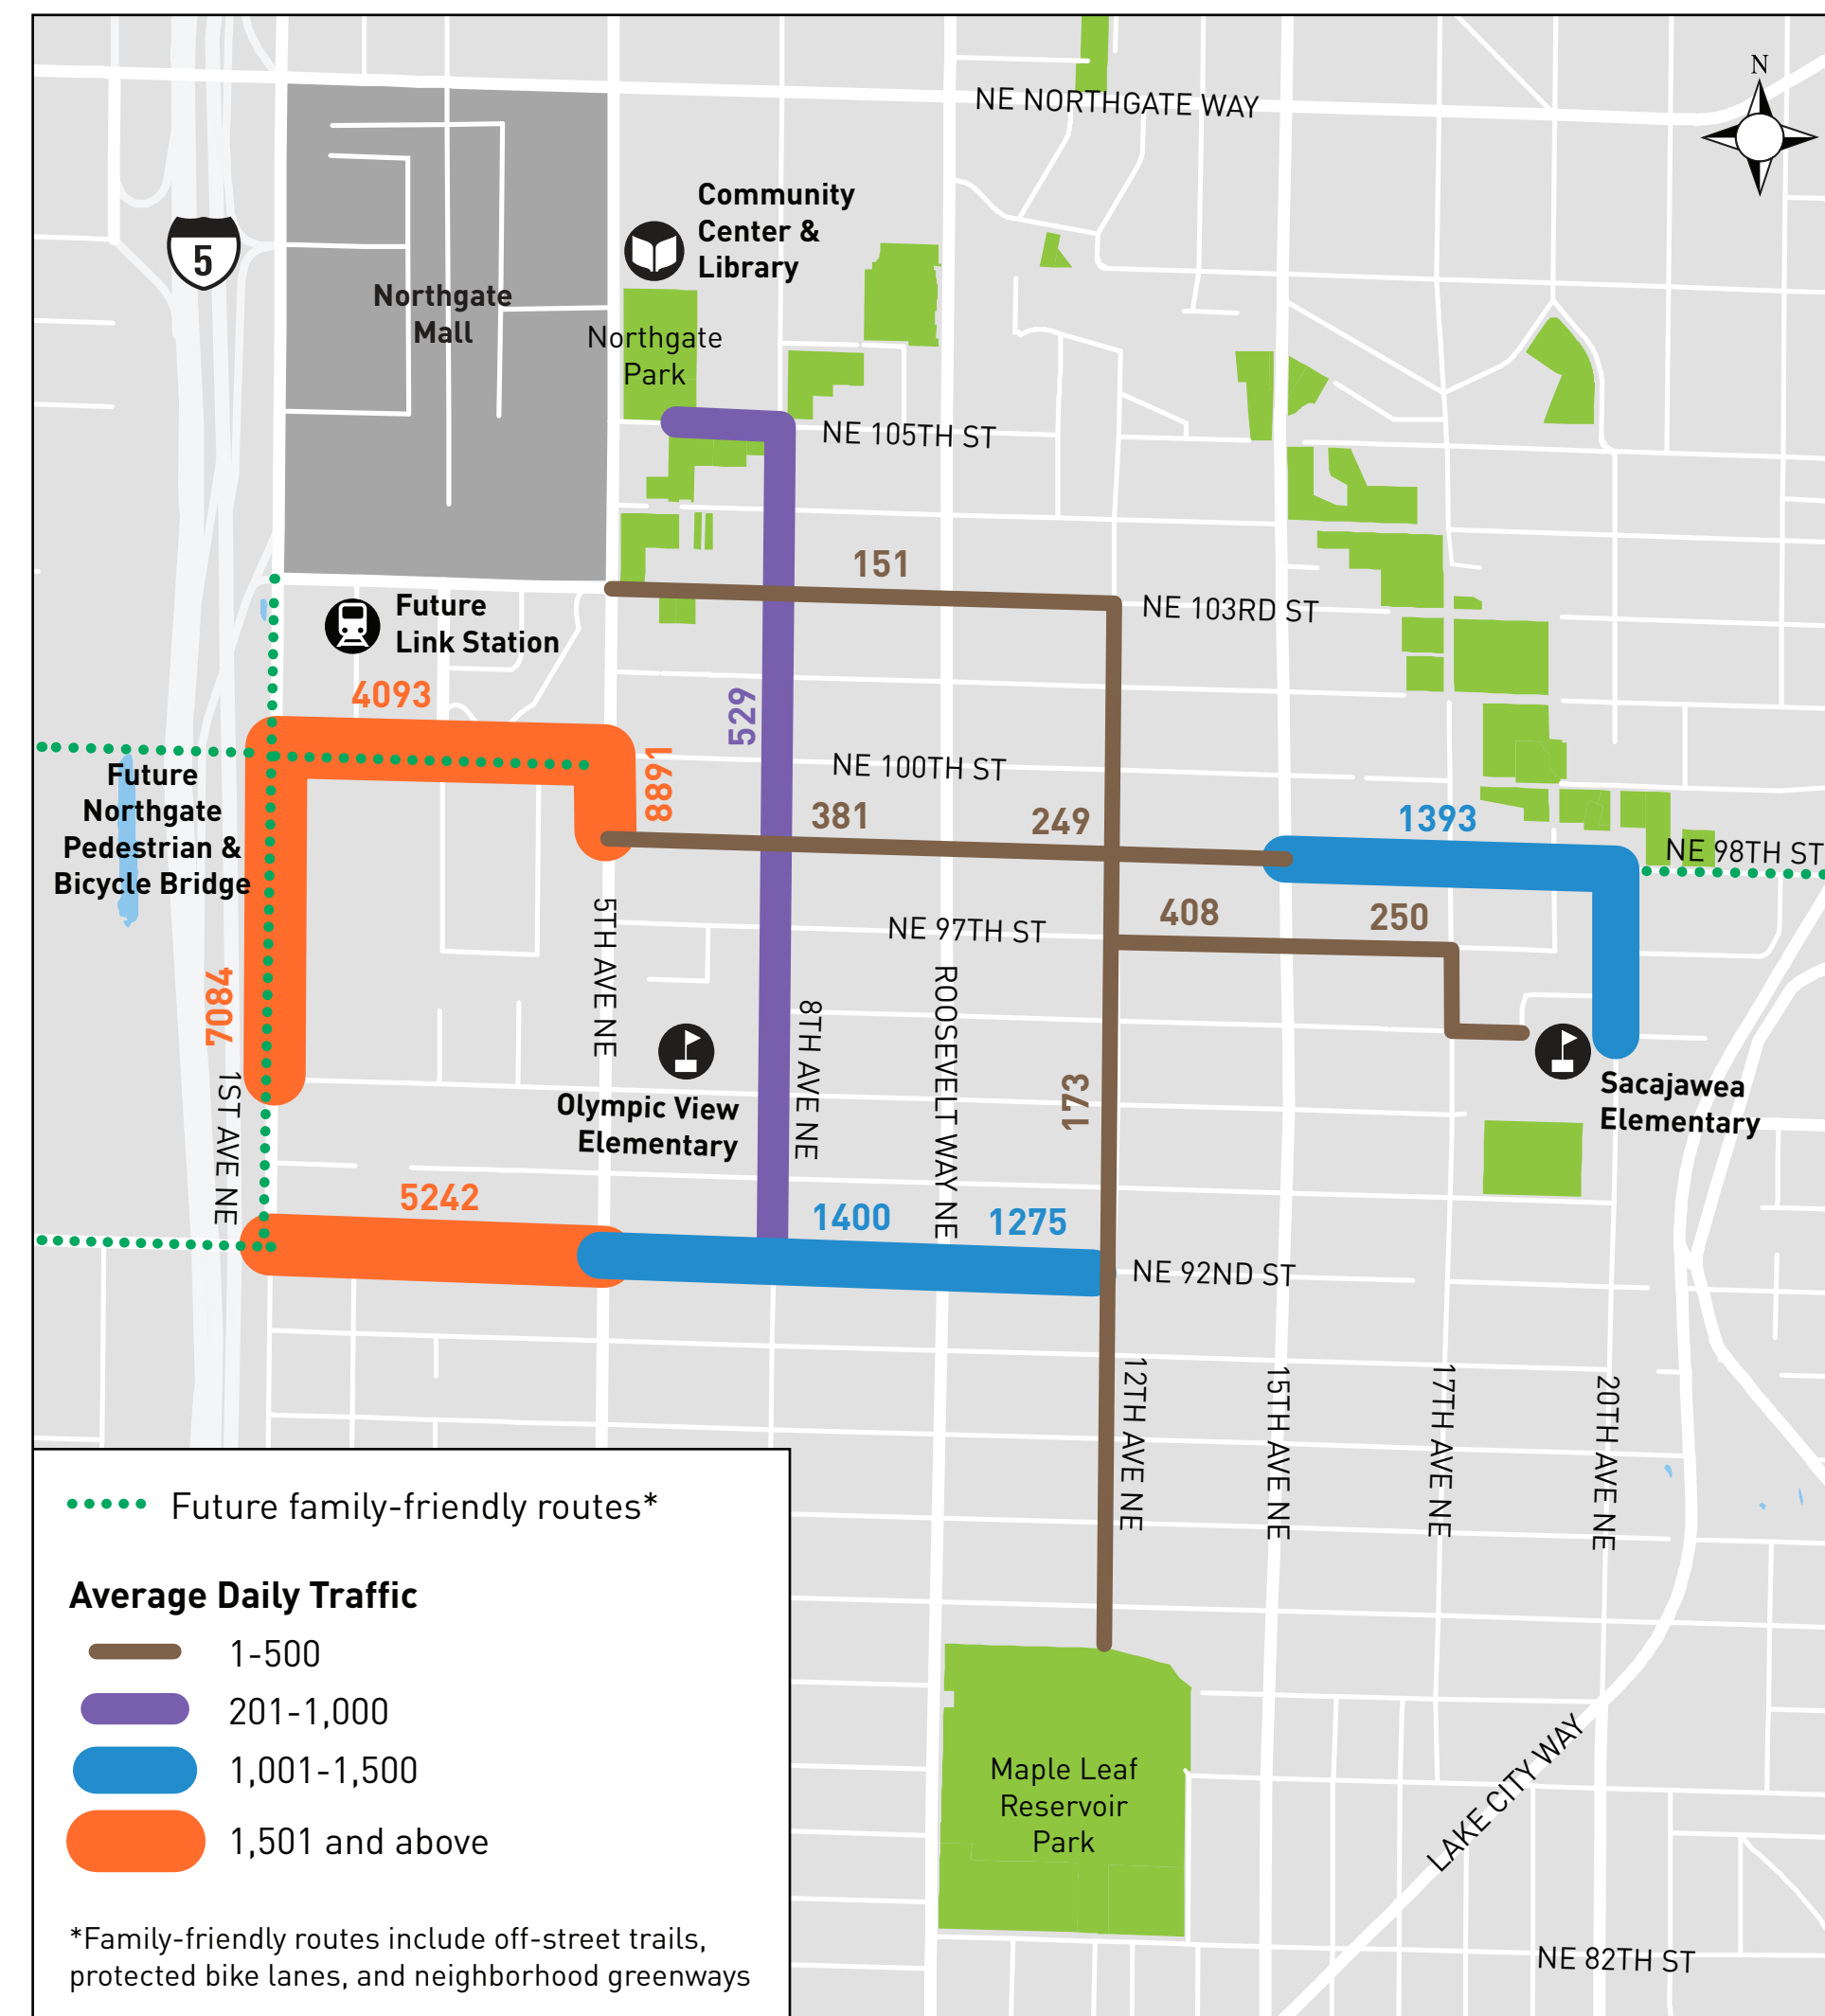 N
NE NORTHGATE WAY
Community
Center &
Library
5
Northgate
Mall
Northgate
Park
NE 105TH ST
151
NE 103RD ST
Future
Link Station
4093
529
8891
NE 100TH ST
Future
Northgate
Pedestrian &
Bicycle Bridge
381
249
1393
NE 98TH ST
408
250
NE 97TH ST
7084
5TH AVE NE
8TH AVE NE
ROOSEVELT WAY NE
173
1ST AVE NE
Olympic View
Elementary
Sacajawea
Elementary
5242
1400
1275
NE 92ND ST
12TH AVE NE
15TH AVE NE
17TH AVE NE
20TH AVE NE
Future family-friendly routes*
Average Daily Traffic
1-500
201-1,000
1,001-1,500
1,501 and above
*Family-friendly routes include off-street trails,
protected bike lanes, and neighborhood greenways
Maple Leaf
Reservoir
Park
LAKE CITY WAY
NE 82TH ST